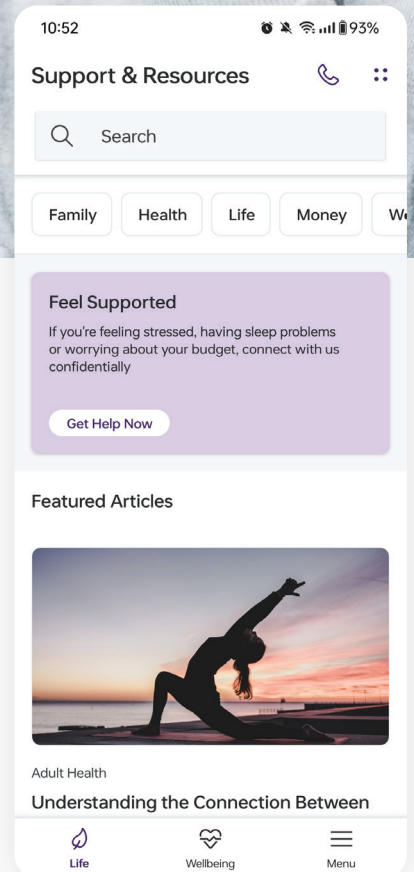 10:52
93%
Support & Resources
Search
Family
Health
Life
Money
Feel Supported
If you're feeling stressed, having sleep problems
or worrying about your budget, connect with us
confidentially
Get Help Now
Featured Articles
Adult Health
Understanding the Connection Between
Life
Wellbeing
Menu